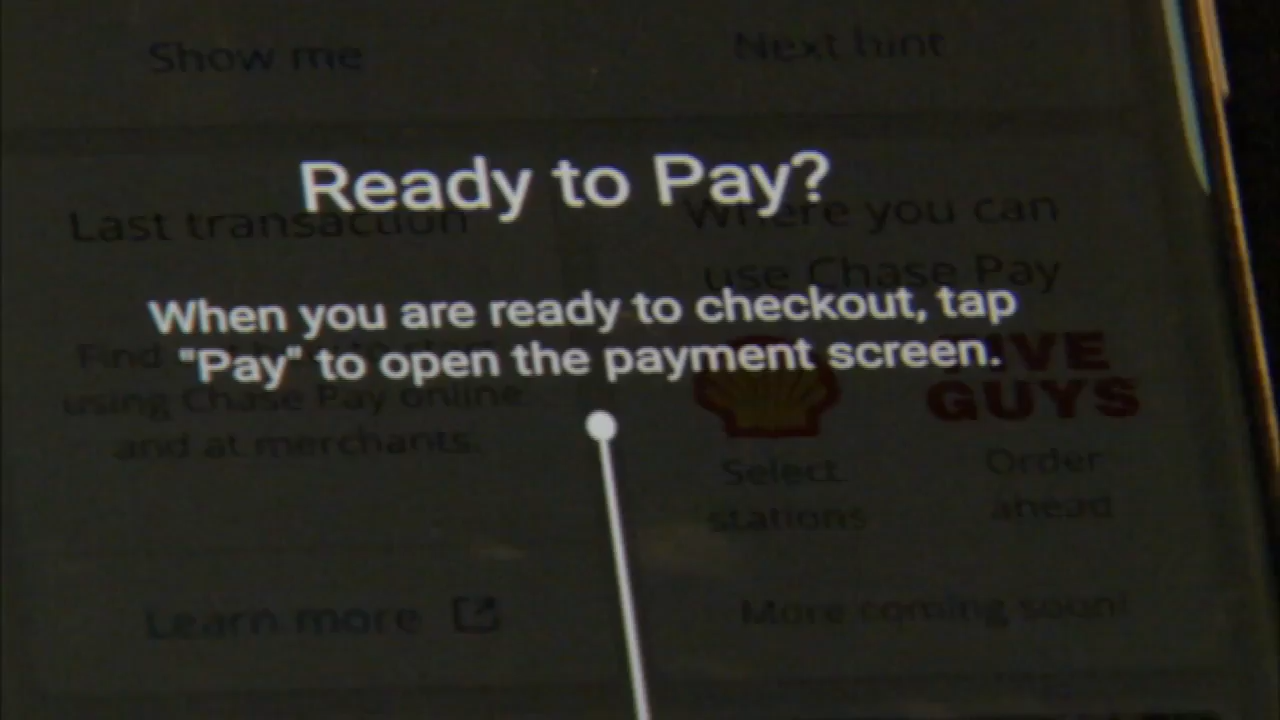 Show me
Next hint
Ready to Pay?
Last transaction
Where you can
use Chase Pay
When you are ready to checkout, tap
"Pay" to open the payment screen.
Find
using Chase Pay online
and at merchants.
FIVE
GUYS
Select
stations
Order
ahead
Learn more
More coming soon!